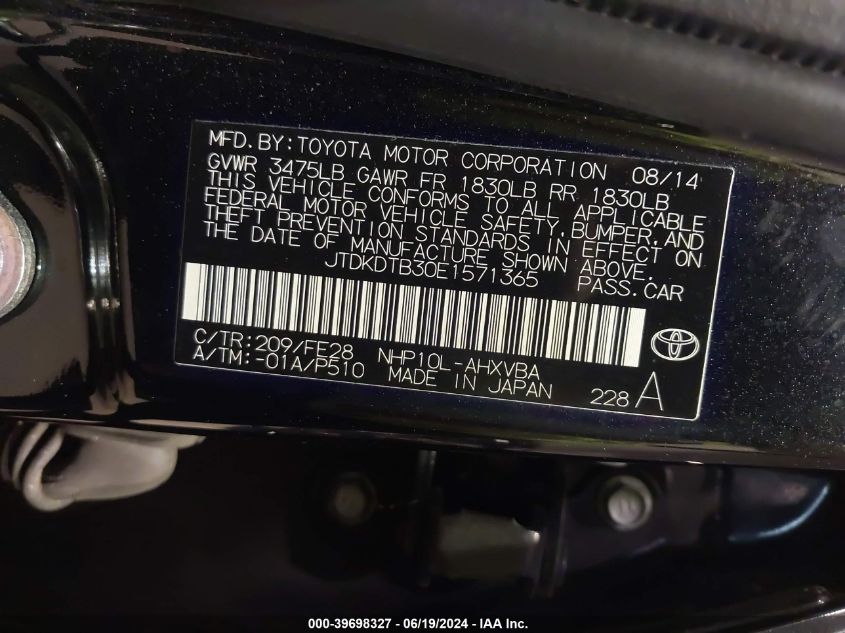 MFD.BY:TOYOTA MOTOR CORPORATION 08/14
GVWR 3475LB GAWR FR 1830LB RR 1830LB
THIS VEHICLE CONFORMS TO ALL APPLICABLE
FEDERAL MOTOR VEHICLE SAFETY,BUMPER,AND
THEFT PREVENTION STANDARDS IN EFFECT ON
THE DATE OF MANUFACTURE SHOWN ABOVE.
JTDKDTB30E1571365 PASS.CAR
C/TR:209/FE28 NHP10L-AHXVBA
A/TM:-01A/P510 MADE IN JAPAN 228 A
000-39698327 - 06/19/2024 - IAA Inc.